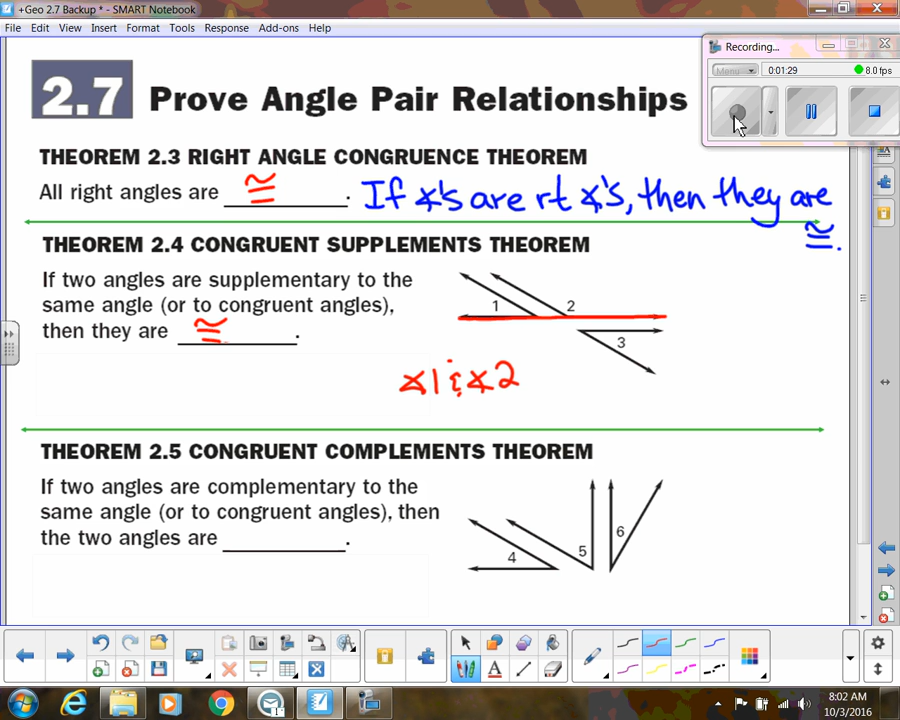 +Geo 2.7 Backup * - SMART Notebook
File Edit View Insert Format Tools Response Add-ons Help
Recording...
Menu 0:01:29 8.0 fps
2.7 Prove Angle Pair Relationships
THEOREM 2.3 RIGHT ANGLE CONGRUENCE THEOREM
All right angles are ≅. If ∡'s are rt ∡'s, then they are
≅.
THEOREM 2.4 CONGRUENT SUPPLEMENTS THEOREM
If two angles are supplementary to the
same angle (or to congruent angles),
then they are ≅.
1 2
3
∡1 & ∡2
THEOREM 2.5 CONGRUENT COMPLEMENTS THEOREM
If two angles are complementary to the
same angle (or to congruent angles), then
the two angles are ________.
4 5 6
8:02 AM
10/3/2016